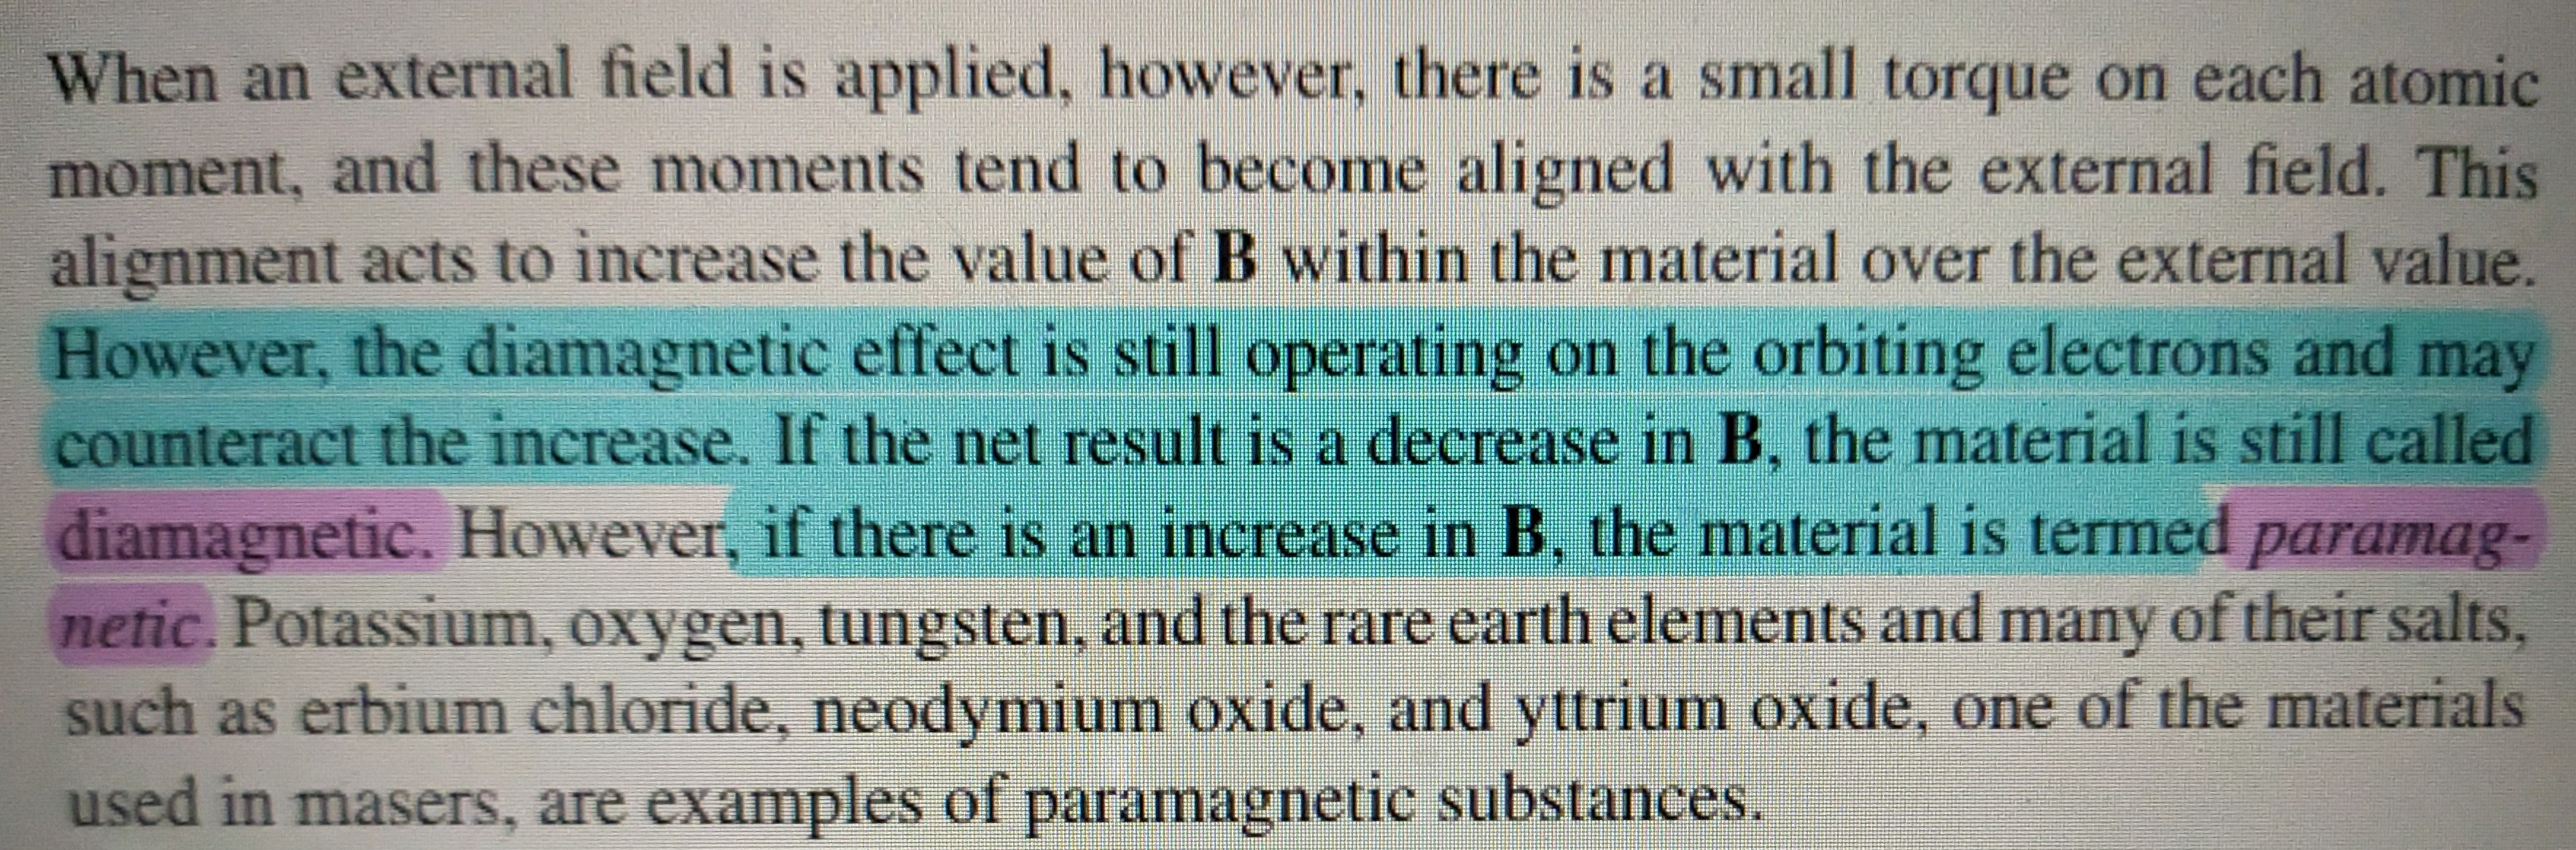 When an external field is applied, however, there is a small torque on each atomic
moment, and these moments tend to become aligned with the external field. This
alignment acts to increase the value of B within the material over the external value.
However, the diamagnetic effect is still operating on the orbiting electrons and may
counteract the increase. If the net result is a decrease in B, the material is still called
diamagnetic. However, if there is an increase in B, the material is termed paramag-
netic. Potassium, oxygen, tungsten, and the rare earth elements and many of their salts,
such as erbium chloride, neodymium oxide, and yttrium oxide, one of the materials
used in masers, are examples of paramagnetic substances.